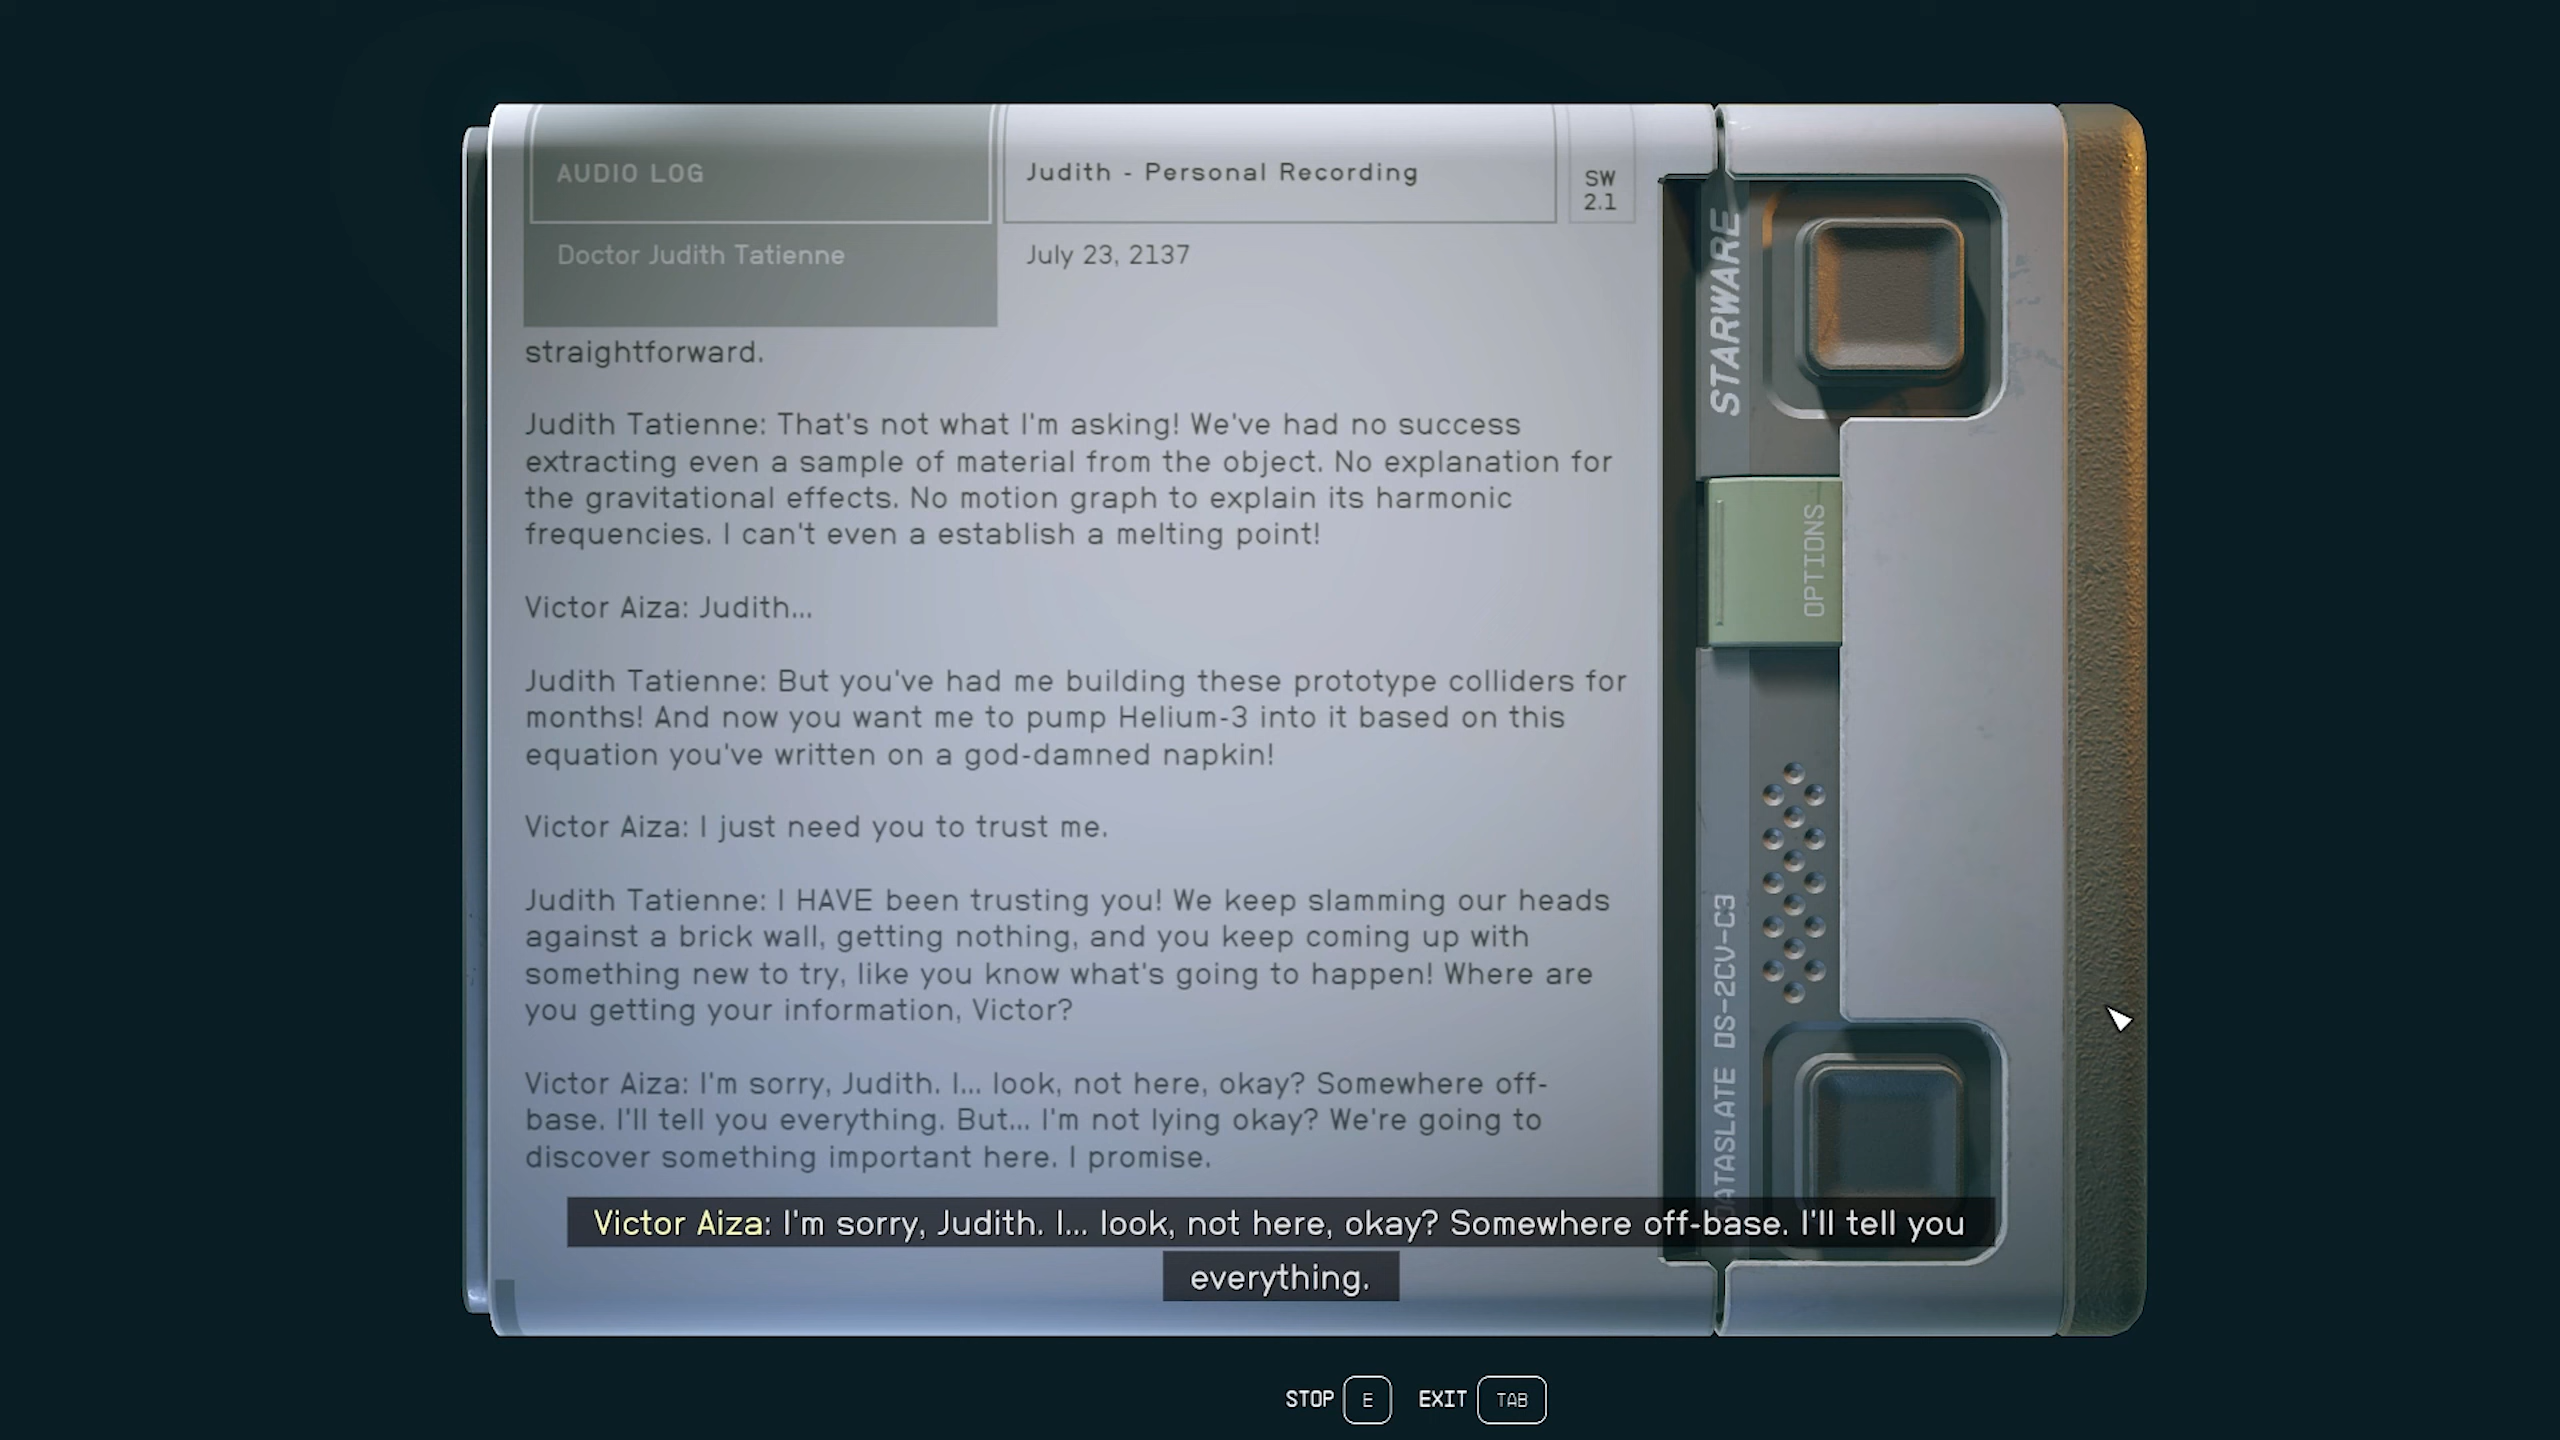 AUDIO LOG
Judith - Personal Recording
SW
2.1
Doctor Judith Tatienne
July 23, 2137
straightforward.
Judith Tatienne: That's not what I'm asking! We've had no success
extracting even a sample of material from the object. No explanation for
the gravitational effects. No motion graph to explain its harmonic
frequencies. I can't even a establish a melting point!
Victor Aiza: Judith...
Judith Tatienne: But you've had me building these prototype colliders for
months! And now you want me to pump Helium-3 into it based on this
equation you've written on a god-damned napkin!
Victor Aiza: I just need you to trust me.
Judith Tatienne: I HAVE been trusting you! We keep slamming our heads
against a brick wall, getting nothing, and you keep coming up with
something new to try, like you know what's going to happen! Where are
you getting your information, Victor?
Victor Aiza: I'm sorry, Judith. I... look, not here, okay? Somewhere off-
base. I'll tell you everything. But... I'm not lying okay? We're going to
discover something important here. I promise.
STARWARE
OPTIONS
DATASLATE DS-2CV-C3
Victor Aiza: I'm sorry, Judith. I... look, not here, okay? Somewhere off-base. I'll tell you
everything.
STOP E EXIT TAB